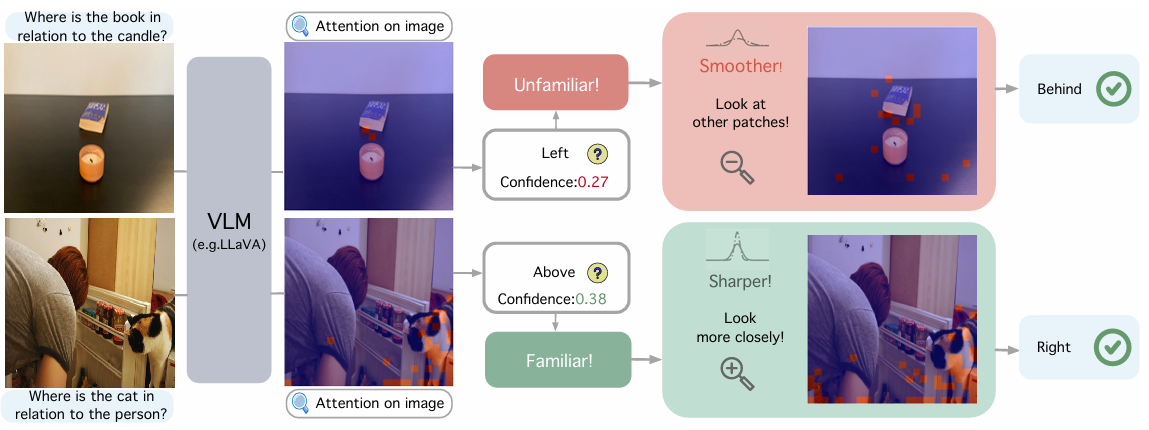 Where is the book in
relation to the candle?
Attention on image
VLM
(e.g.LLaVA)
Unfamiliar!
Left ?
Confidence:0.27
Smoother!
Look at
other patches!
Behind
Above ?
Confidence:0.38
Familiar!
Sharper!
Look
more closely!
Right
Where is the cat in
relation to the person?
Attention on image